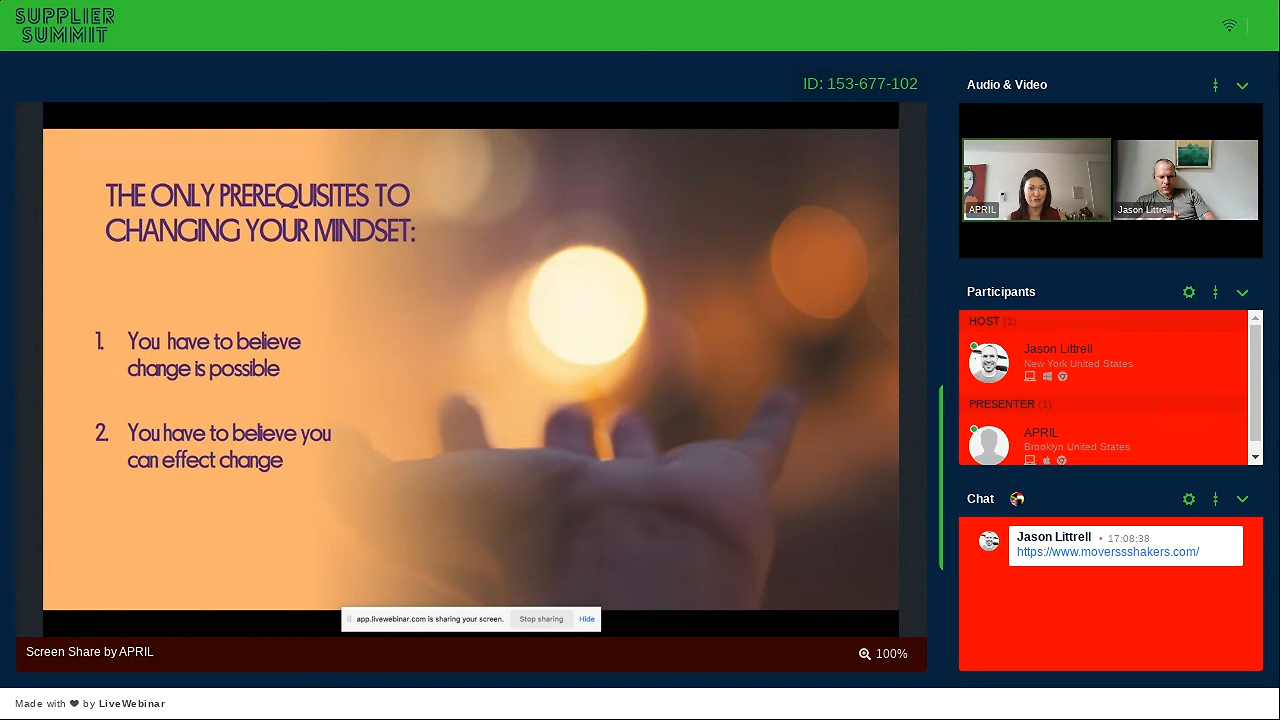 SUPPLIER
SUMMIT
ID: 153-677-102
THE ONLY PREREQUISITES TO
CHANGING YOUR MINDSET:
1. You have to believe
change is possible
2. You have to believe you
can effect change
app.livewebinar.com is sharing your screen. Stop sharing Hide
Screen Share by APRIL
100%
Audio & Video
APRIL
Jason Littrell
Participants
HOST (1)
Jason Littrell
New York United States
PRESENTER (1)
APRIL
Brooklyn United States
Chat
Jason Littrell • 17:08:38
https://www.moverssshakers.com/
Made with ❤ by LiveWebinar